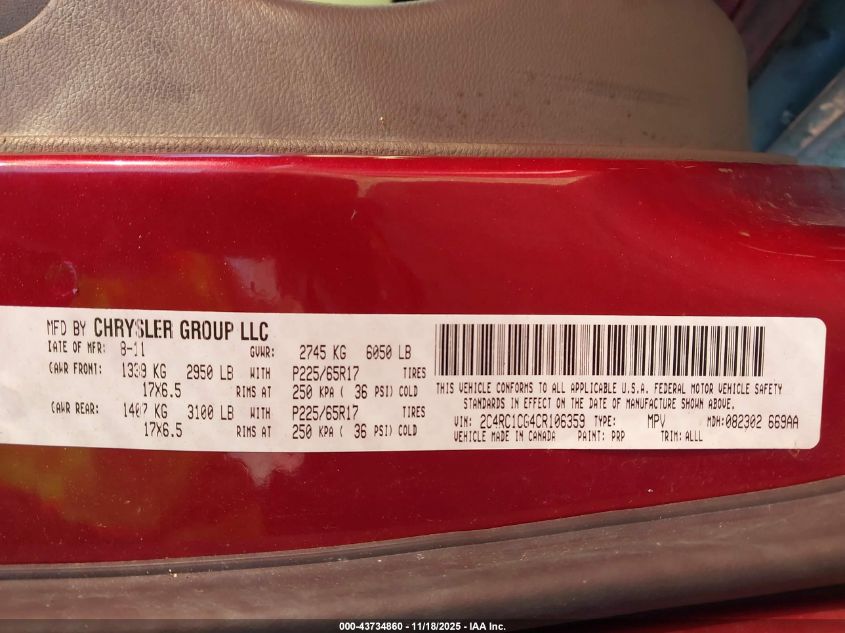 MFD BY CHRYSLER GROUP LLC
DATE OF MFR: 8-11 GVWR: 2745 KG 6050 LB
GAWR FRONT: 1339 KG 2950 LB WITH P225/65R17 TIRES
17X6.5 RIMS AT 250 KPA ( 36 PSI) COLD
GAWR REAR: 1407 KG 3100 LB WITH P225/65R17 TIRES
17X6.5 RIMS AT 250 KPA ( 36 PSI) COLD
THIS VEHICLE CONFORMS TO ALL APPLICABLE U.S.A. FEDERAL MOTOR VEHICLE SAFETY
STANDARDS IN EFFECT ON THE DATE OF MANUFACTURE SHOWN ABOVE.
VIN: 2C4RC1CG4CR106359 TYPE: MPV MDH:082302 669AA
VEHICLE MADE IN CANADA PAINT: PRP TRIM: ALLL
000-43734860 - 11/18/2025 - IAA Inc.